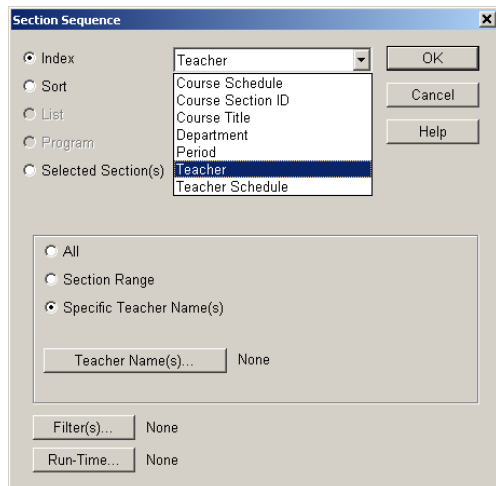 Section Sequence
Index
Teacher
OK
Sort
Course Schedule
Course Section ID
Course Title
Department
Period
Teacher
Teacher Schedule
Cancel
List
Help
Program
Selected Section(s)
All
Section Range
Specific Teacher Name(s)
Teacher Name(s)... None
Filter(s)... None
Run-Time... None